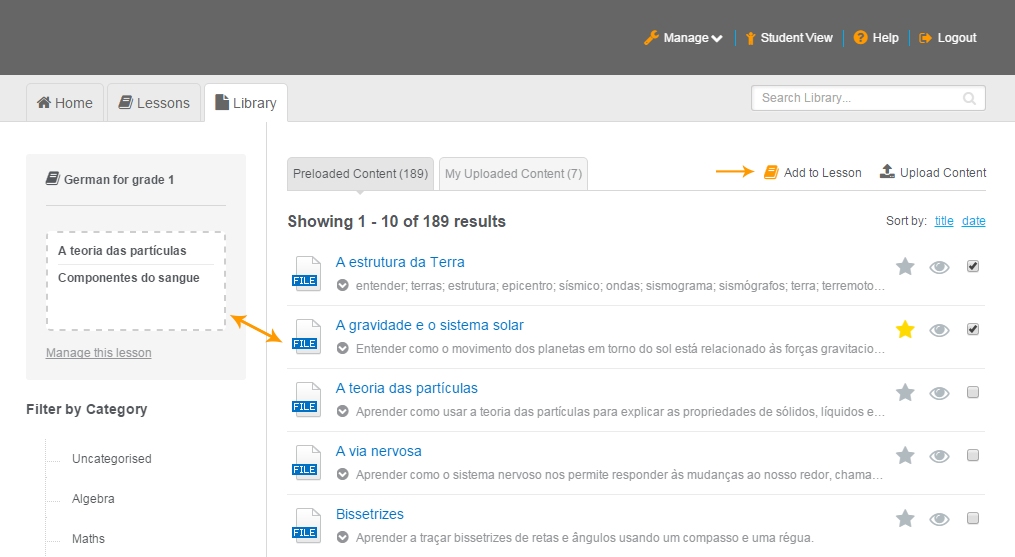 Manage
Student View
Help
Logout
Home
Lessons
Library
Search Library...
German for grade 1
A teoria das partículas
Componentes do sangue
Manage this lesson
Filter by Category
Uncategorised
Algebra
Maths
Preloaded Content (189)
My Uploaded Content (7)
Add to Lesson
Upload Content
Showing 1 - 10 of 189 results
Sort by: title date
A estrutura da Terra
FILE
entender; terras; estrutura; epicentro; sísmico; ondas; sismograma; sismógrafos; terra; terremoto…
A gravidade e o sistema solar
FILE
Entender como o movimento dos planetas em torno do sol está relacionado às forças gravitacio…
A teoria das partículas
FILE
Aprender como usar a teoria das partículas para explicar as propriedades de sólidos, líquidos e…
A via nervosa
FILE
Aprender como o sistema nervoso nos permite responder às mudanças ao nosso redor, chama…
Bissetrizes
FILE
Aprender a traçar bissetrizes de retas e ângulos usando um compasso e uma régua.